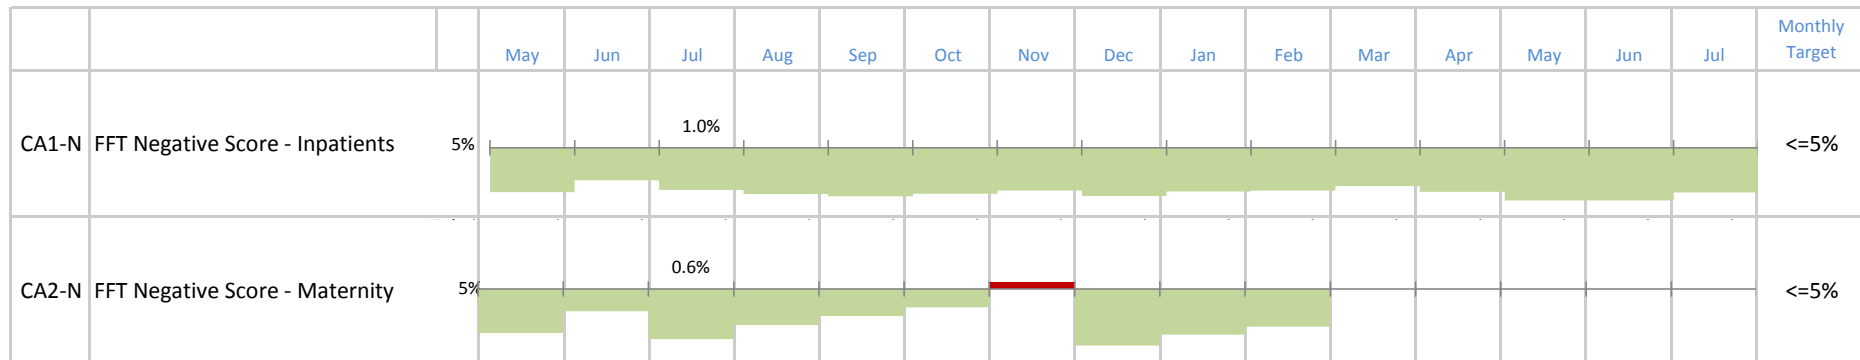 Monthly
May Jun Jul Aug Sep Oct Nov Dec Jan Feb Mar Apr May Jun Jul Target
1.0%
CA1-N FFT Negative Score - Inpatients 5% <=5%
0.6%
CA2-N FFT Negative Score - Maternity 5% <=5%